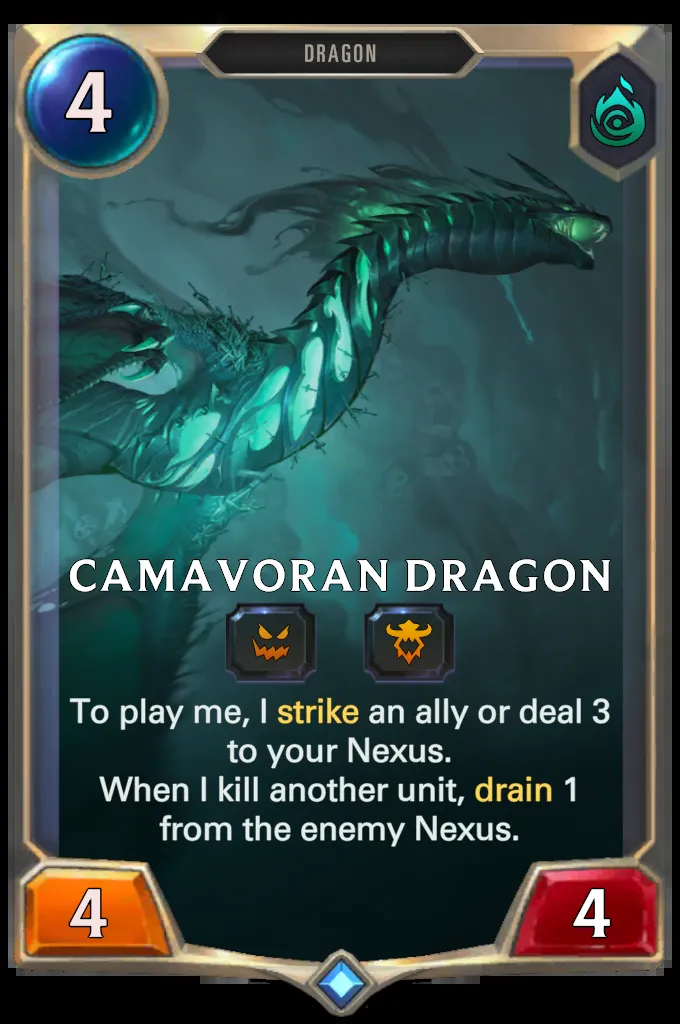 DRAGON
4
CAMAVORAN DRAGON
To play me, I strike an ally or deal 3
to your Nexus.
When I kill another unit, drain 1
from the enemy Nexus.
4
4